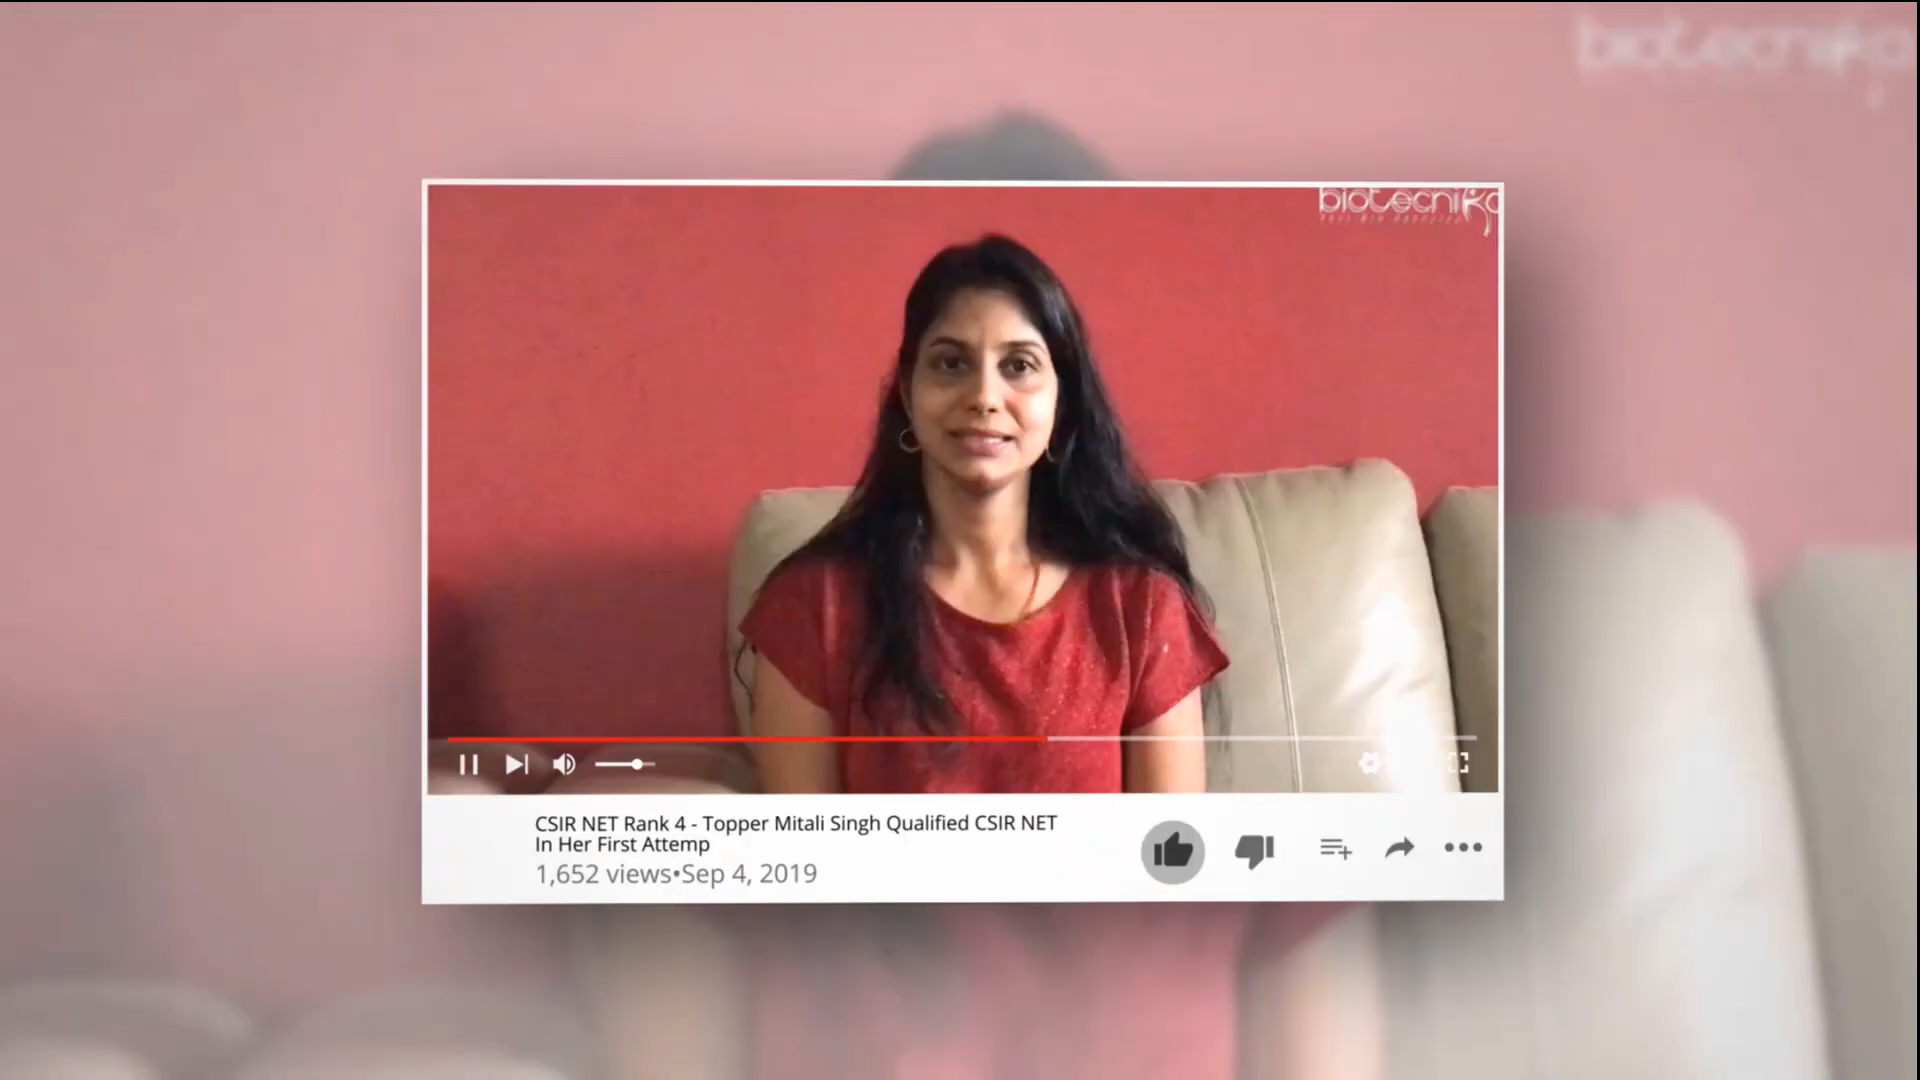 biotecnika
biotecnika
CSIR NET Rank 4 - Topper Mitali Singh Qualified CSIR NET
In Her First Attemp
1,652 views•Sep 4, 2019